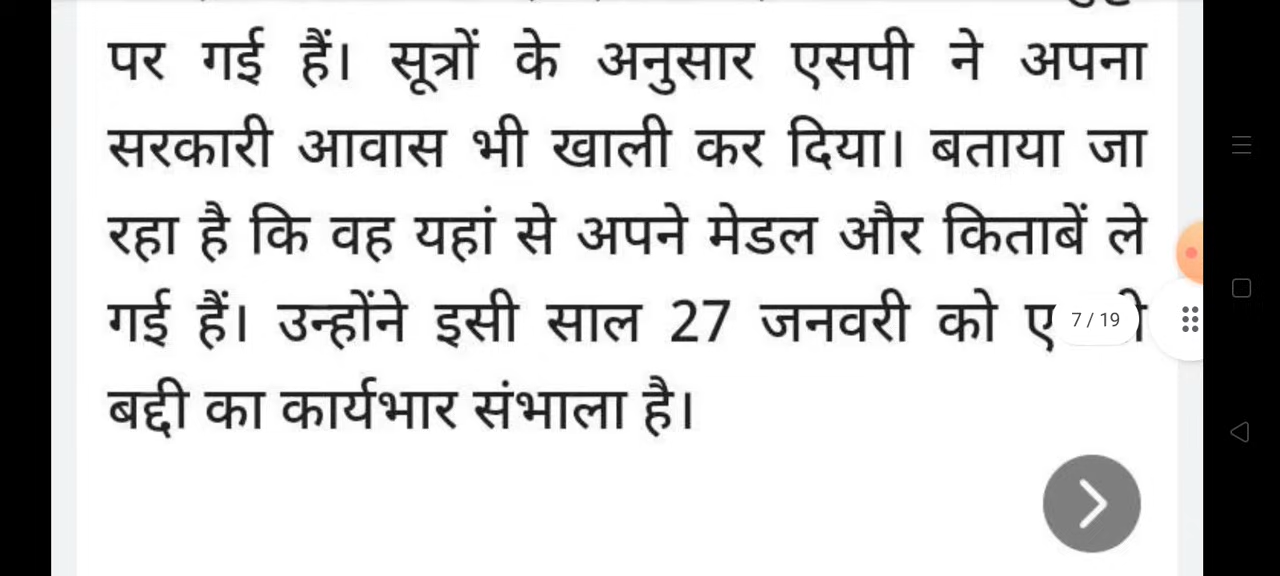 पर गई हैं। सूत्रों के अनुसार एसपी ने अपना
सरकारी आवास भी खाली कर दिया। बताया जा
रहा है कि वह यहां से अपने मेडल और किताबें ले
गई हैं। उन्होंने इसी साल 27 जनवरी को
7 / 19
बद्दी का कार्यभार संभाला है।